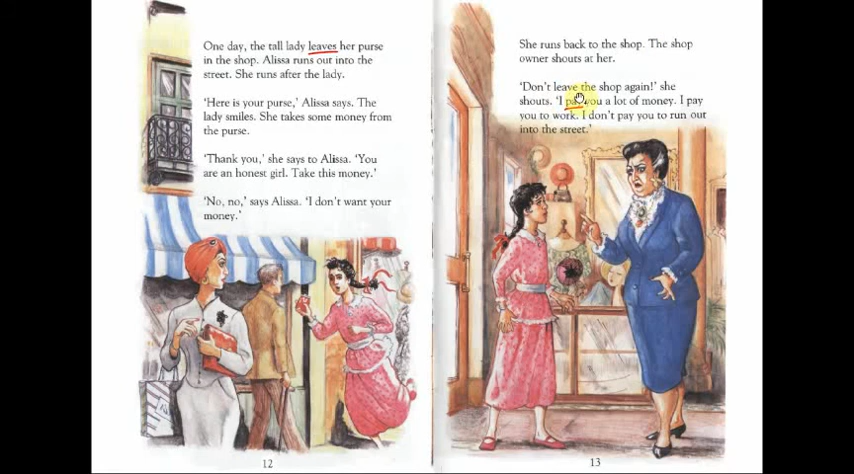 One day, the tall lady leaves her purse
in the shop. Alissa runs out into the
street. She runs after the lady.
'Here is your purse,' Alissa says. The
lady smiles. She takes some money from
the purse.
'Thank you,' she says to Alissa. 'You
are an honest girl. Take this money.'
'No, no,' says Alissa. 'I don't want your
money.'
12
She runs back to the shop. The shop
owner shouts at her.
'Don't leave the shop again!' she
shouts. 'I pay you a lot of money. I pay
you to work. I don't pay you to run out
into the street.'
13